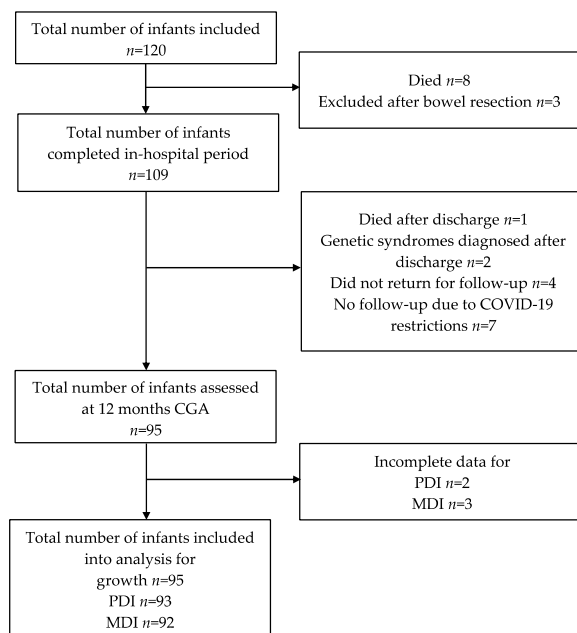 Total number of infants included
n=120
Died n=8
Excluded after bowel resection n=3
Total number of infants
completed in-hospital period
n=109
Died after discharge n=1
Genetic syndromes diagnosed after
discharge n=2
Did not return for follow-up n=4
No follow-up due to COVID-19
restrictions n=7
Total number of infants assessed
at 12 months CGA
n=95
Incomplete data for
PDI n=2
MDI n=3
Total number of infants included
into analysis for
growth n=95
PDI n=93
MDI n=92